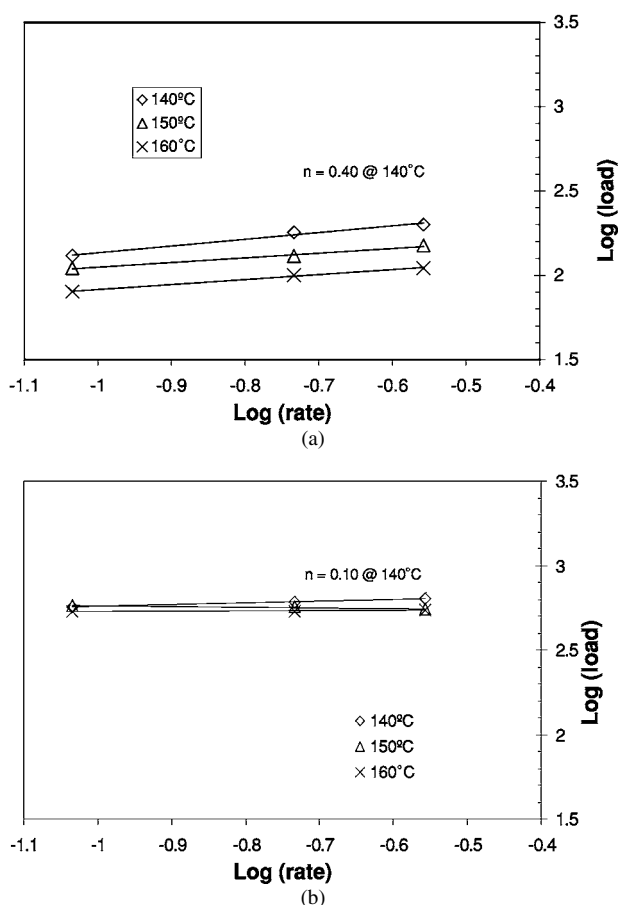 3.5
3
2.5
2
1.5
Log (load)
140ºC
150ºC
160°C
n = 0.40 @ 140°C
-1.1 -1 -0.9 -0.8 -0.7 -0.6 -0.5 -0.4
Log (rate)
(a)
3.5
3
2.5
2
1.5
Log (load)
n = 0.10 @ 140°C
140ºC
150ºC
160°C
-1.1 -1 -0.9 -0.8 -0.7 -0.6 -0.5 -0.4
Log (rate)
(b)